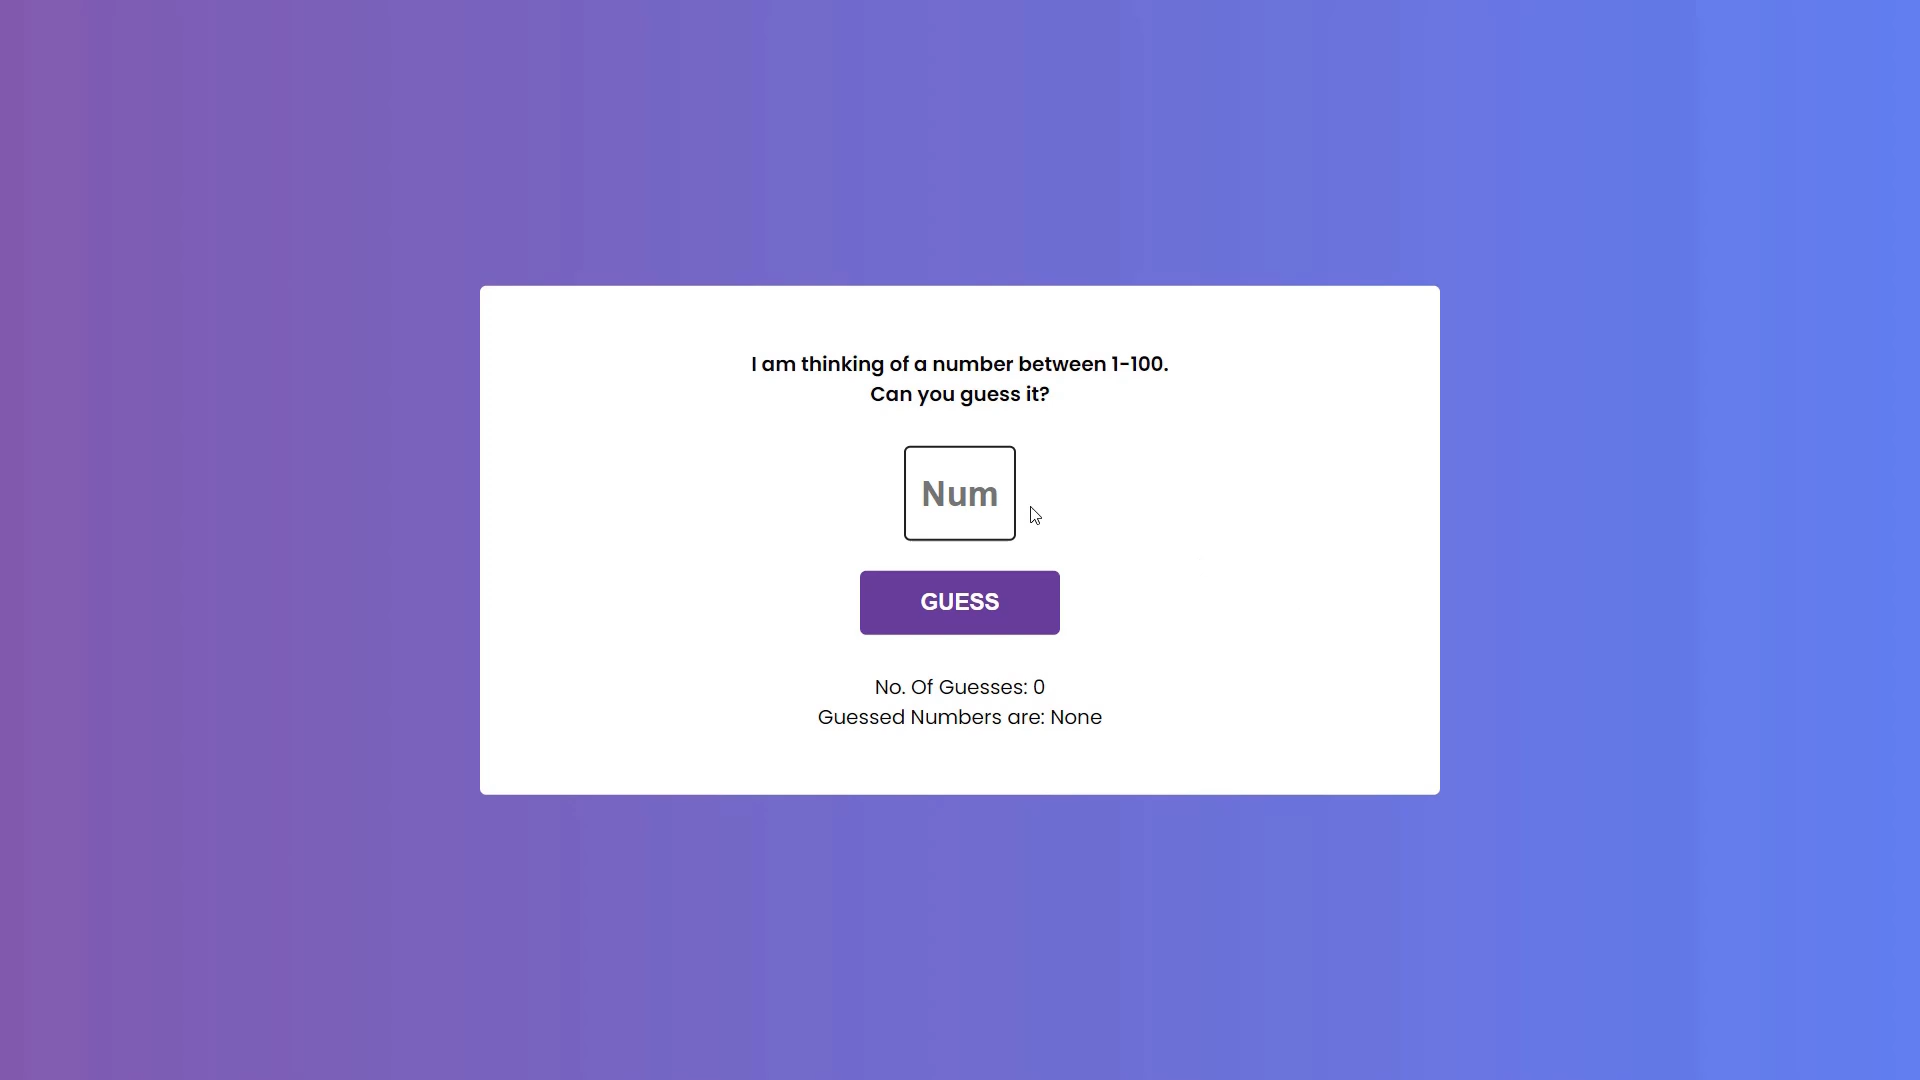 I am thinking of a number between 1-100.
Can you guess it?
Num
GUESS
No. Of Guesses: 0
Guessed Numbers are: None